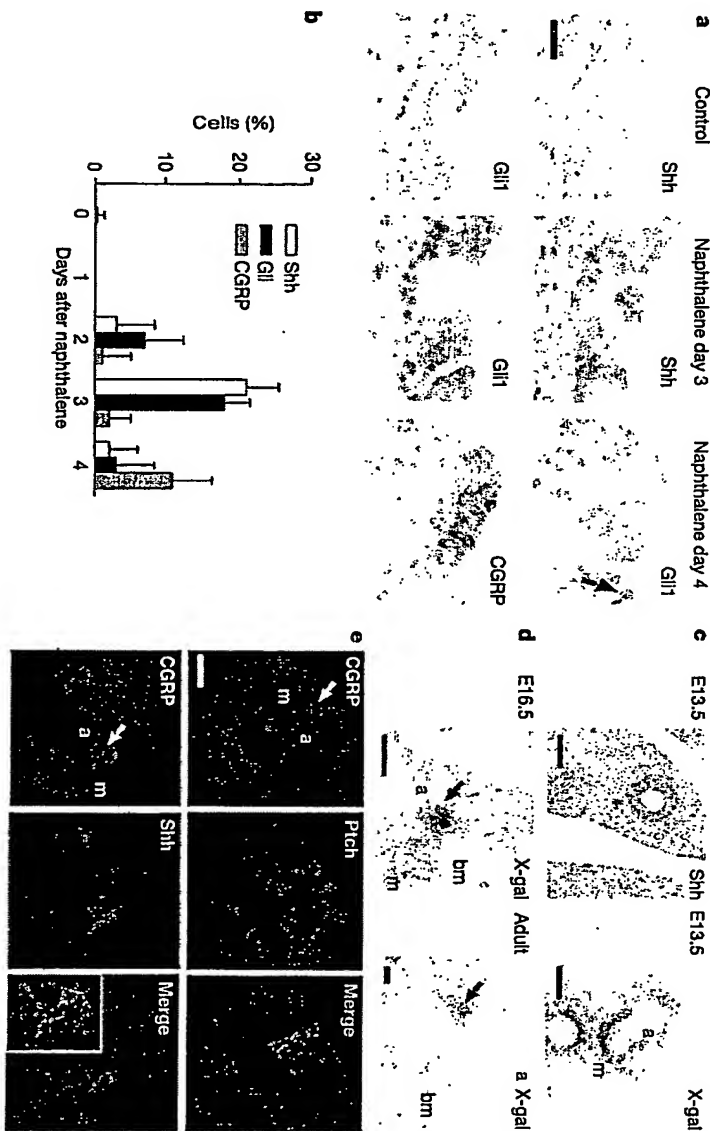 a
Control
Naphthalene day 3
Naphthalene day 4
Shh
Shh
Gli1
Gli1
Gli1
CGRP
b
Cells (%)
30
20
10
0
Shh
Gli
CGRP
0
1
2
3
4
Days after naphthalene
c
E13.5
Shh
E13.5
X-gal
a
m
d
E16.5
X-gal
a
bm
m
Adult
X-gal
a
bm
e
CGRP
m
a
Ptch
Merge
CGRP
a
m
Shh
Merge